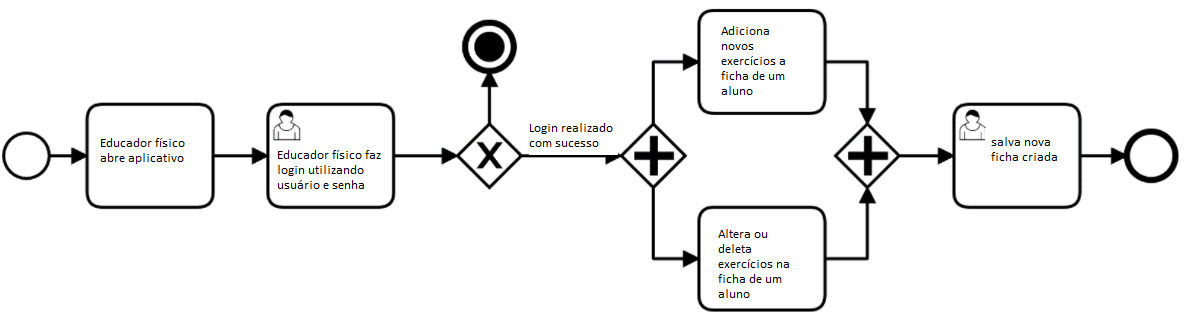 Educador físico
abre aplicativo
Educador físico faz
login utilizando
usuário e senha
Login realizado
com sucesso
Adiciona
novos
exercícios a
ficha de um
aluno
Altera ou
deleta
exercícios na
ficha de um
aluno
salva nova
ficha criada